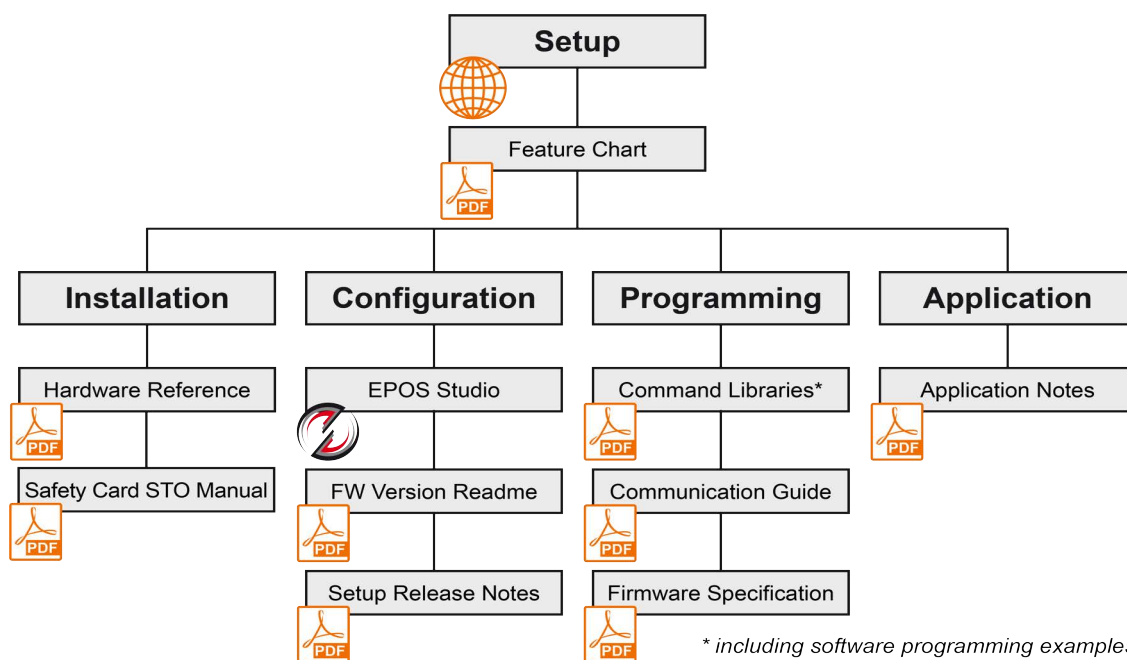 Setup
Feature Chart
PDF
Installation
Configuration
Programming
Application
Hardware Reference
EPOS Studio
Command Libraries*
Application Notes
PDF
PDF
PDF
Safety Card STO Manual
FW Version Readme
Communication Guide
PDF
PDF
PDF
Setup Release Notes
Firmware Specification
PDF
PDF
* including software programming examples